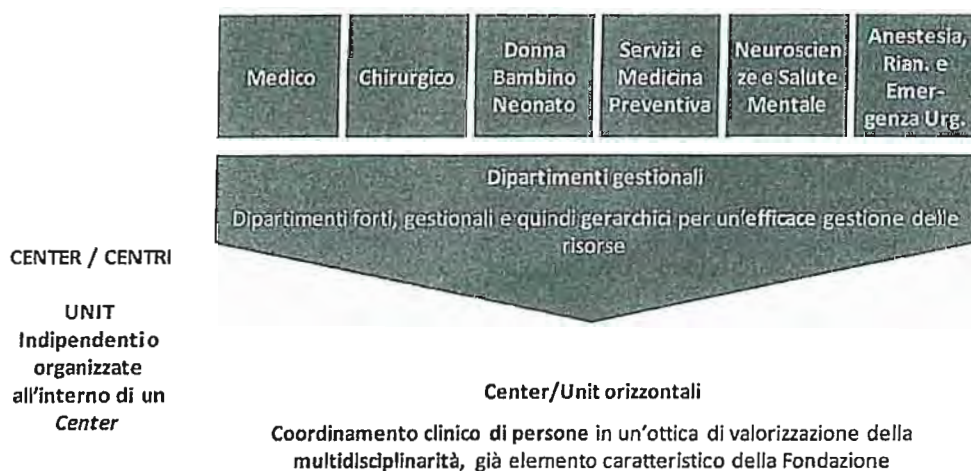 Medico
Chirurgico
Donna
Bambino
Neonato
Servizi e
Medicina
Preventiva
Neuroscien
ze e Salute
Mentale
Anestesia,
Rian. e
Emer-
genza Urg.
Dipartimenti gestionali
Dipartimenti forti, gestionali e quindi gerarchici per un'efficace gestione delle
risorse
CENTER / CENTRI
UNIT
Indipendenti o
organizzate
all'interno di un
Center
Center/Unit orizzontali
Coordinamento clinico di persone in un'ottica di valorizzazione della
multidisciplinarità, già elemento caratteristico della Fondazione